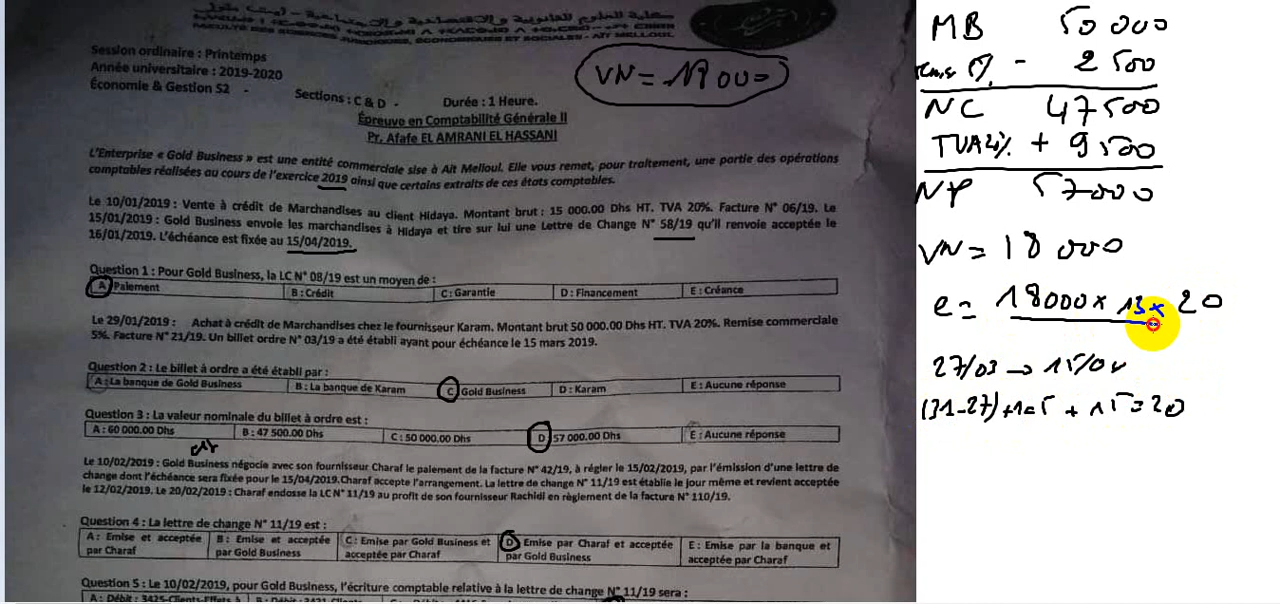 FACULTÉ DES SCIENCES JURIDIQUES, ÉCONOMIQUES ET SOCIALES - AIT MELLOUL
Session ordinaire : Printemps
Année universitaire : 2019-2020
Économie & Gestion S2 -
Sections : C & D - Durée : 1 Heure.
VN = 19000
Épreuve en Comptabilité Générale II
Pr. Afafe EL AMRANI EL HASSANI
L'Enterprise « Gold Business » est une entité commerciale sise à Ait Melloul. Elle vous remet, pour traitement, une partie des opérations
comptables réalisées au cours de l'exercice 2019 ainsi que certains extraits de ces états comptables.
Le 10/01/2019 : Vente à crédit de Marchandises au client Hidaya. Montant brut : 15 000.00 Dhs HT. TVA 20%. Facture N° 06/19. Le
15/01/2019 : Gold Business envoie les marchandises à Hidaya et tire sur lui une Lettre de Change N° 58/19 qu'il renvoie acceptée le
16/01/2019. L'échéance est fixée au 15/04/2019.
Question 1 : Pour Gold Business, la LC N° 08/19 est un moyen de :
A Paiement B : Crédit C : Garantie D : Financement E : Créance
Le 29/01/2019 : Achat à crédit de Marchandises chez le fournisseur Karam. Montant brut 50 000.00 Dhs HT. TVA 20%. Remise commerciale
5%. Facture N° 21/19. Un billet ordre N° 03/19 a été établi ayant pour échéance le 15 mars 2019.
Question 2 : Le billet à ordre a été établi par :
A : La banque de Gold Business B : La banque de Karam C Gold Business D : Karam E : Aucune réponse
Question 3 : La valeur nominale du billet à ordre est :
A : 60 000.00 Dhs B : 47 500.00 Dhs C : 50 000.00 Dhs D 57 000.00 Dhs E : Aucune réponse
Le 10/02/2019 : Gold Business négocie avec son fournisseur Charaf le paiement de la facture N° 42/19, à régler le 15/02/2019, par l'émission d'une lettre de
change dont l'échéance sera fixée pour le 15/04/2019.Charaf accepte l'arrangement. La lettre de change N° 11/19 est établie le jour même et revient acceptée
le 12/02/2019. Le 20/02/2019 : Charaf endosse la LC N° 11/19 au profit de son fournisseur Rachidi en règlement de la facture N° 110/19.
Question 4 : La lettre de change N° 11/19 est :
A : Emise et acceptée par Charaf B : Emise et acceptée par Gold Business C : Emise par Gold Business et acceptée par Charaf D Emise par Charaf et acceptée par Gold Business E : Emise par la banque et acceptée par Charaf
Question 5 : Le 10/02/2019, pour Gold Business, l'écriture comptable relative à la lettre de change N° 11/19 sera :
MB 50 000
5% - 2 500
NC 47500
TVA 20% + 9500
57000
VN = 18 000
e = 18000 x 13 x 20
27/03 → 15/04
(31-27)+1=5 + 15 = 20